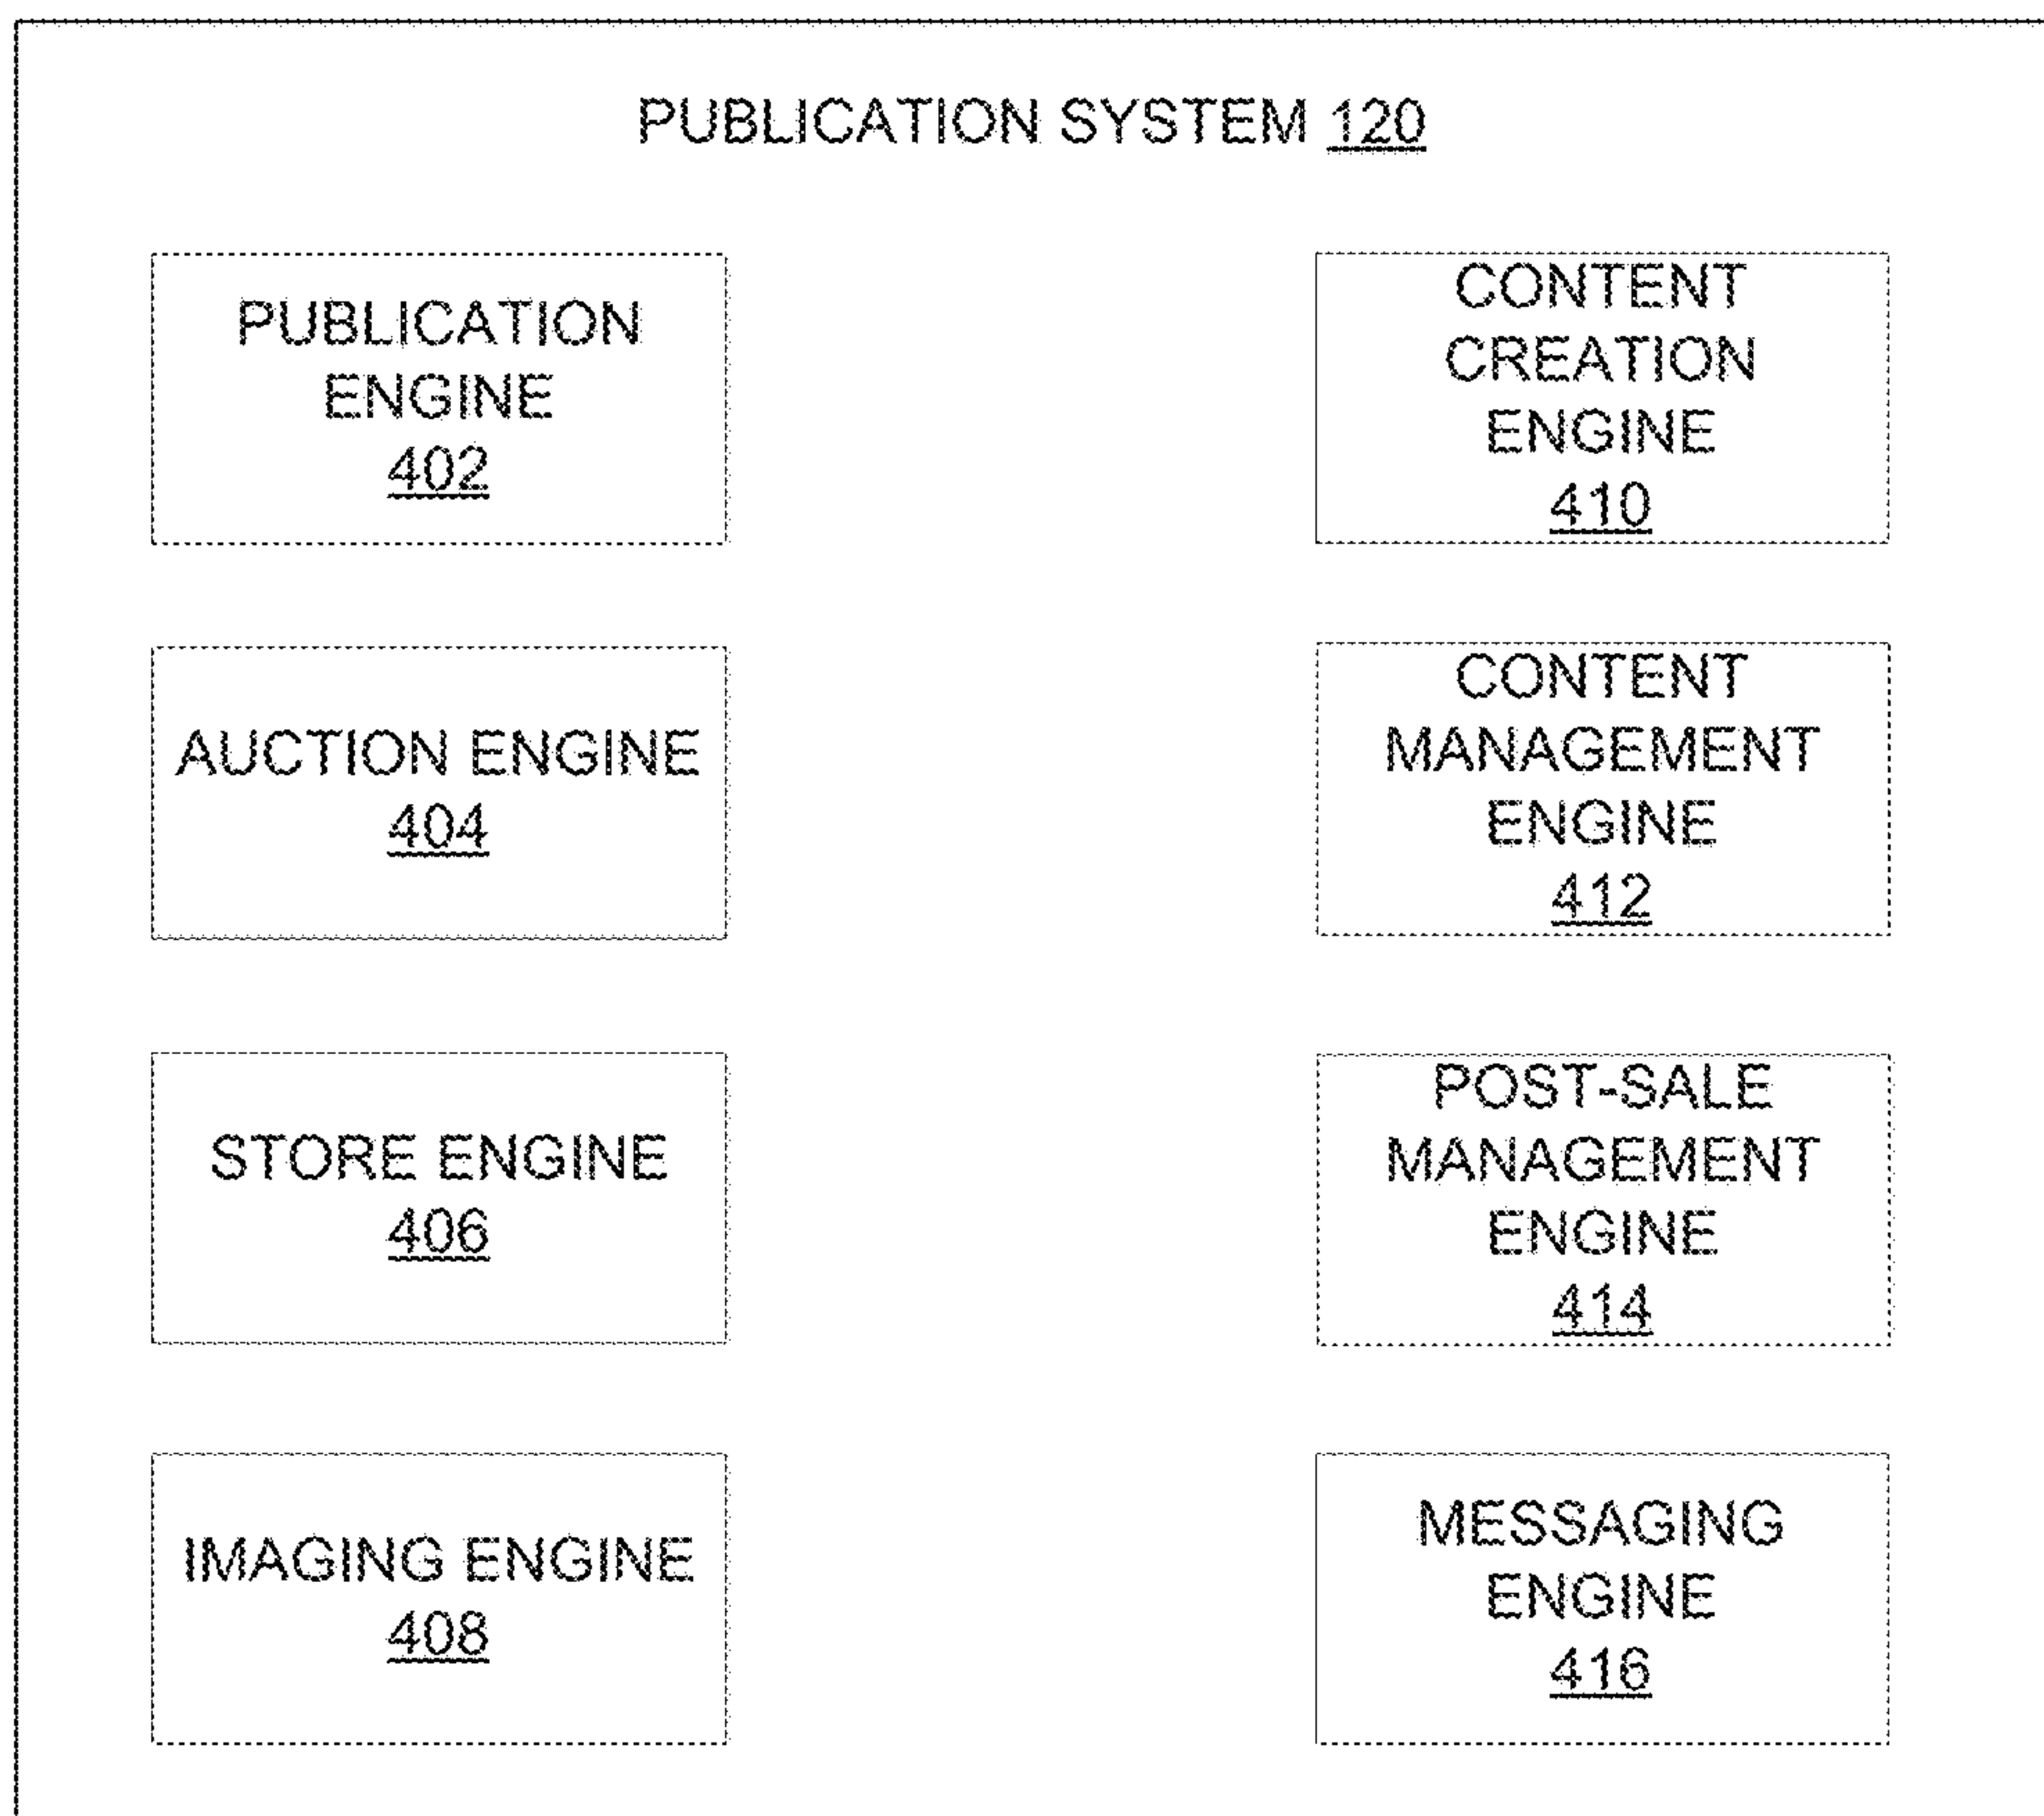 PUBLICATION SYSTEM 120
PUBLICATION
ENGINE
402
AUCTION ENGINE
404
STORE ENGINE
406
IMAGING ENGINE
408
CONTENT
CREATION
ENGINE
410
CONTENT
MANAGEMENT
ENGINE
412
POST-SALE
MANAGEMENT
ENGINE
414
MESSAGING
ENGINE
416